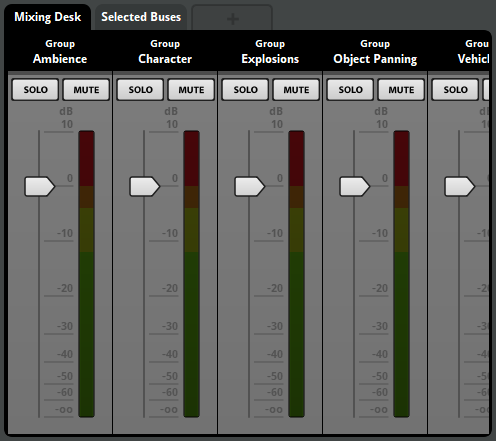 Mixing Desk
Selected Buses
+
Group
Ambience
SOLO MUTE
dB
10
0
-10
-20
-30
-40
-50
-60
-oo
Group
Character
SOLO MUTE
dB
10
0
-10
-20
-30
-40
-50
-60
-oo
Group
Explosions
SOLO MUTE
dB
10
0
-10
-20
-30
-40
-50
-60
-oo
Group
Object Panning
SOLO MUTE
dB
10
0
-10
-20
-30
-40
-50
-60
-oo
Grou
Vehicl
SOLO